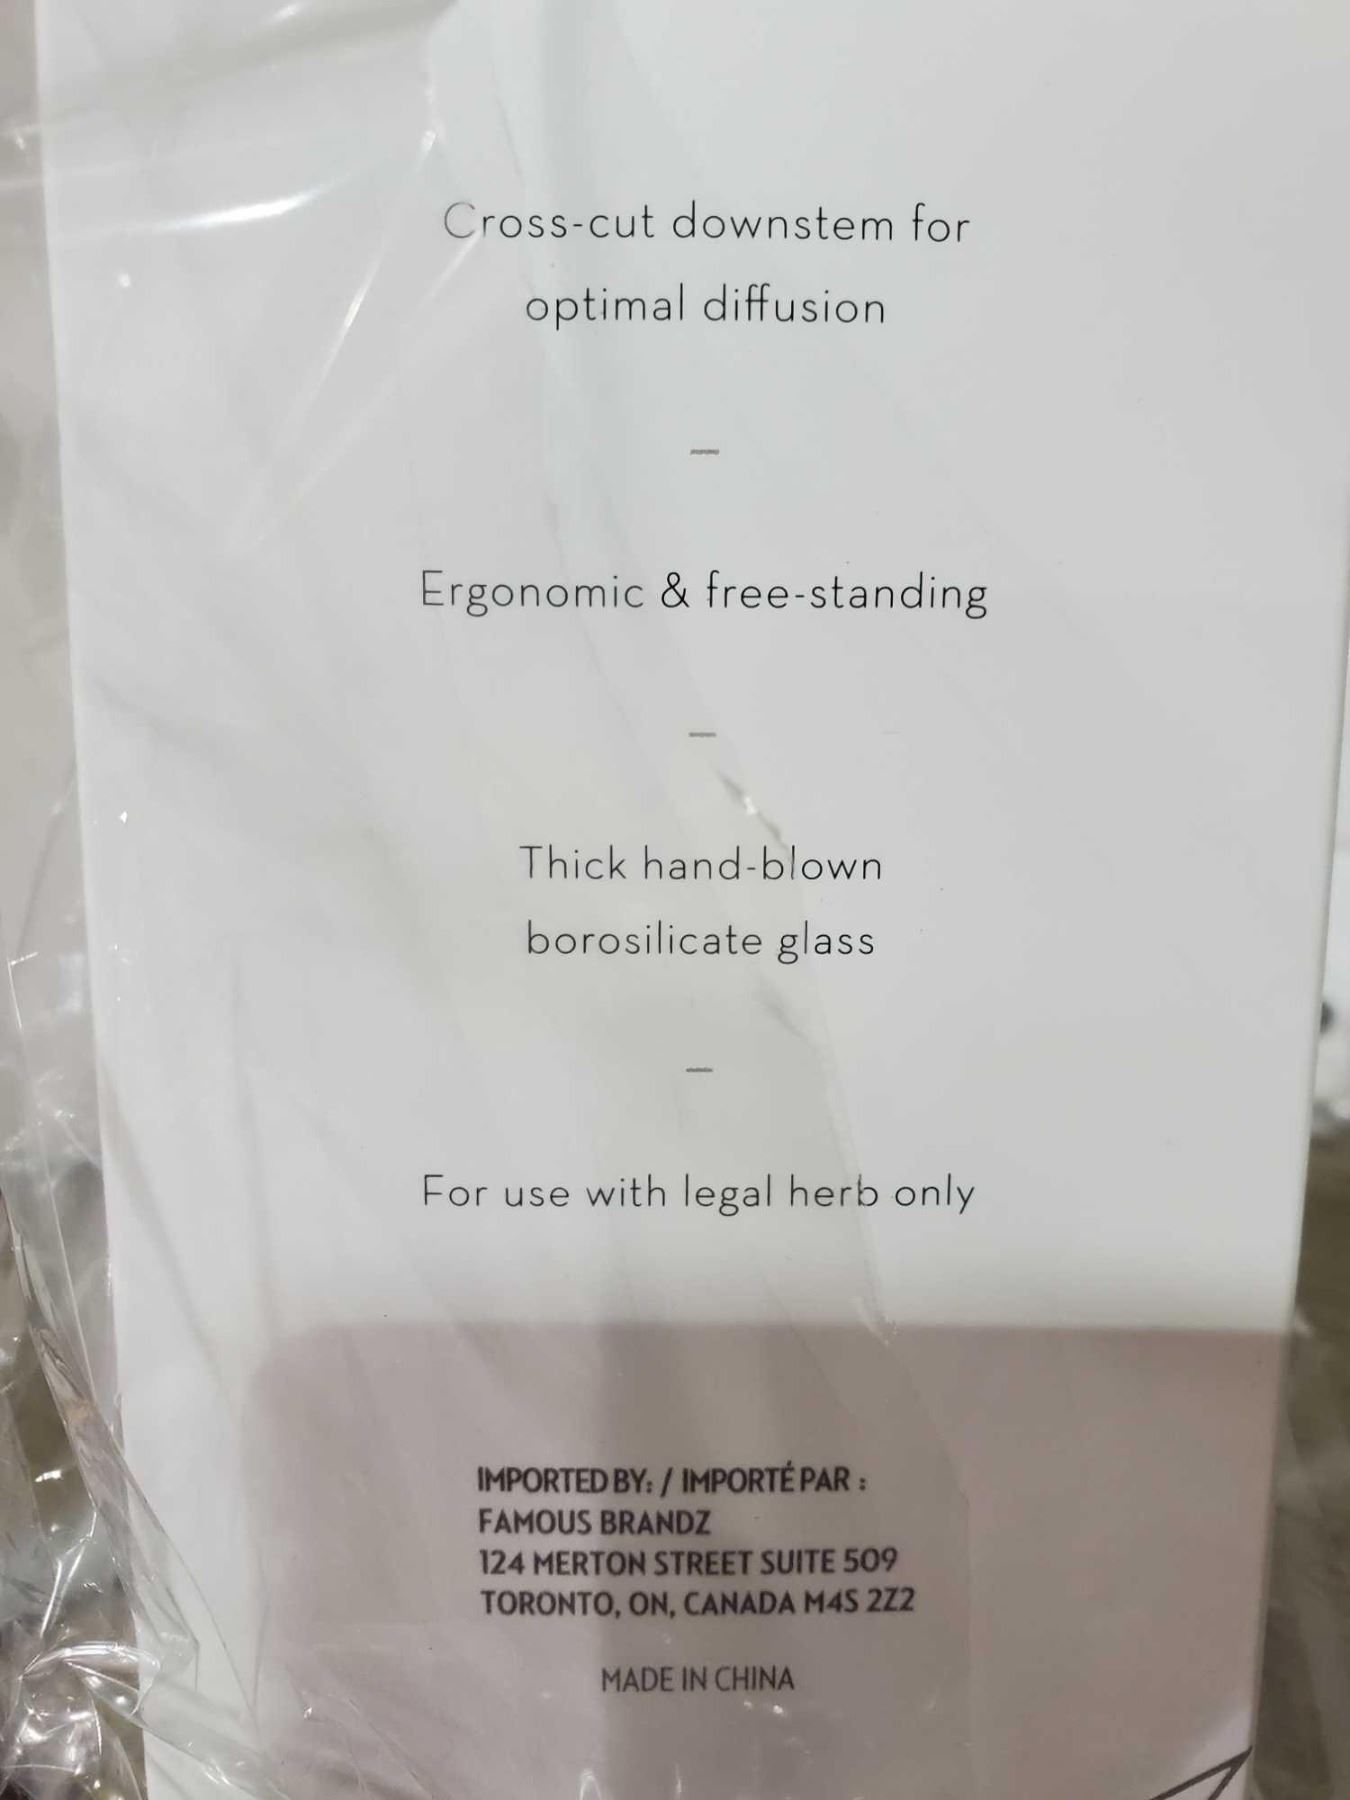 Cross-cut downstem for
optimal diffusion
—
Ergonomic & free-standing
—
Thick hand-blown
borosilicate glass
—
For use with legal herb only
IMPORTED BY: / IMPORTÉ PAR :
FAMOUS BRANDZ
124 MERTON STREET SUITE 509
TORONTO, ON, CANADA M4S 2Z2
MADE IN CHINA